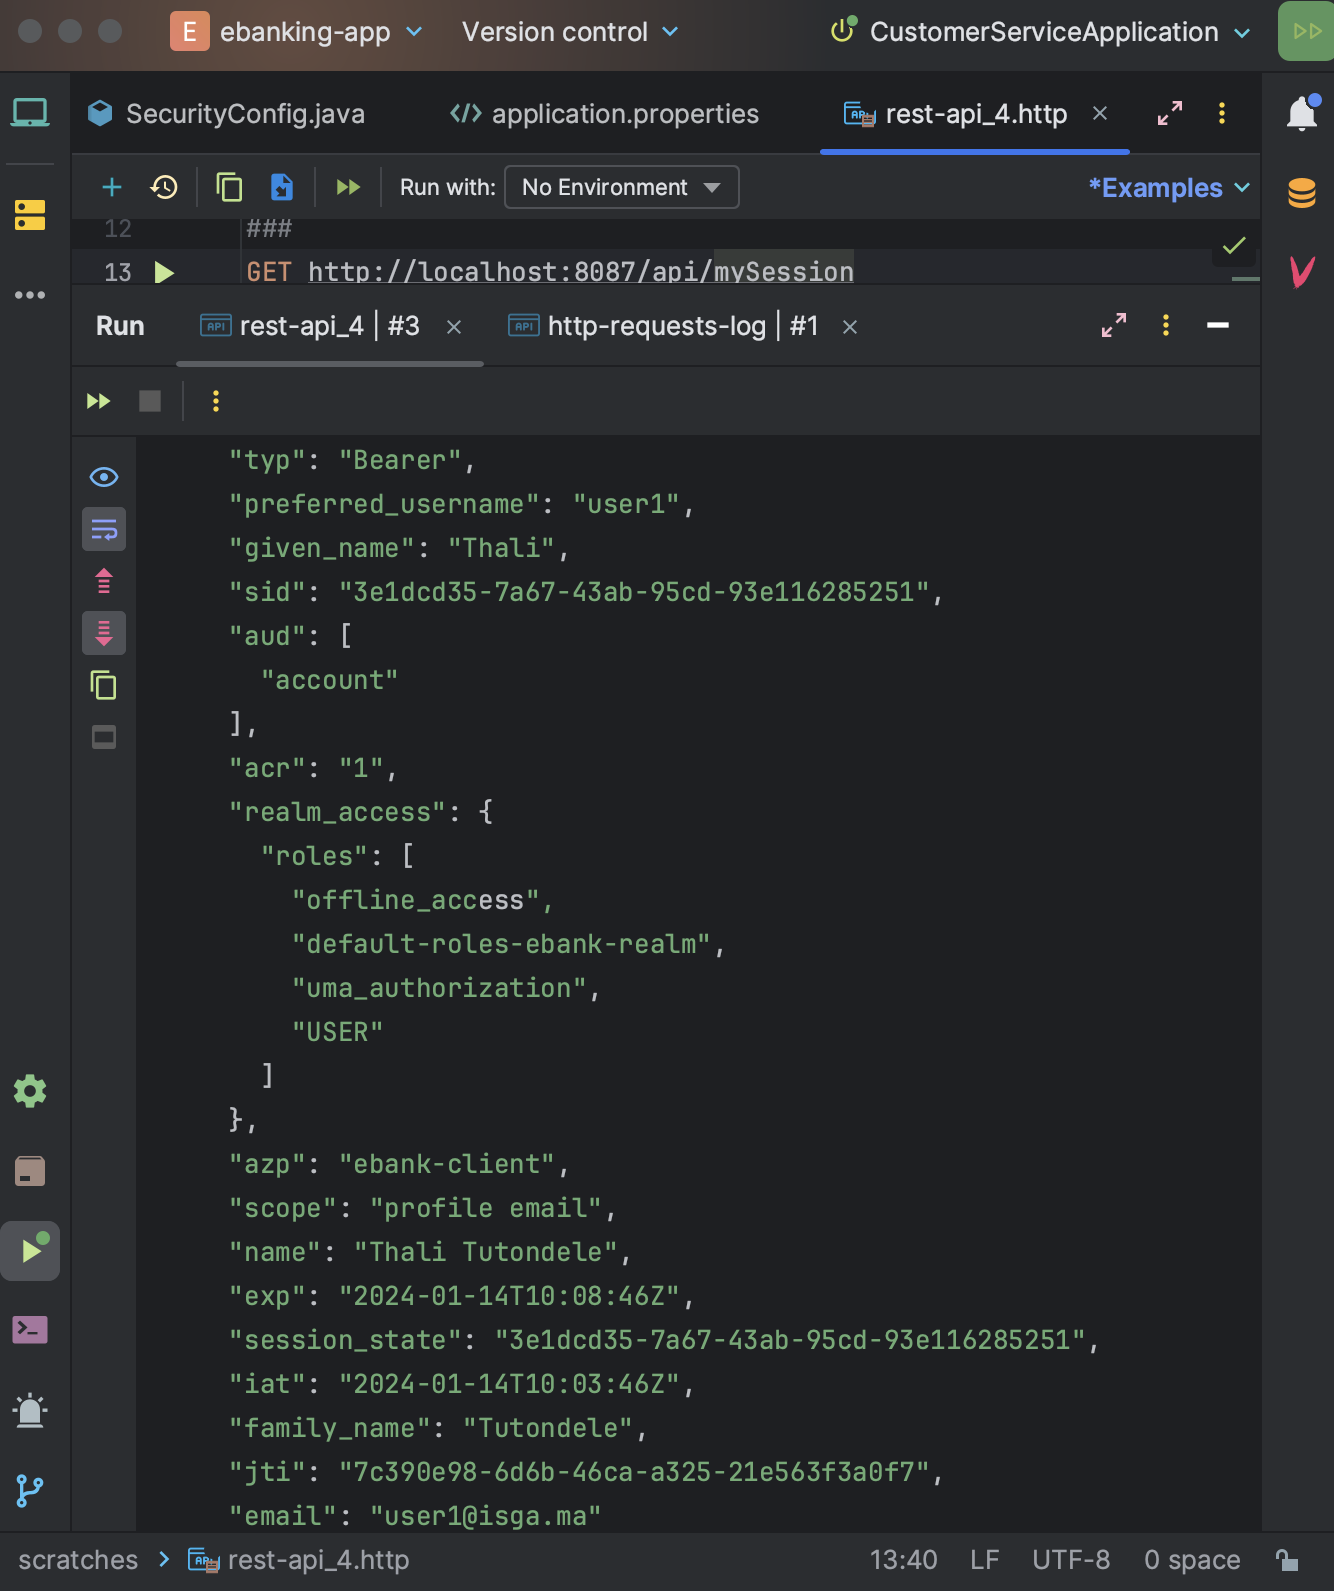 E ebanking-app Version control CustomerServiceApplication
SecurityConfig.java </> application.properties rest-api_4.http
Run with: No Environment *Examples
12 ###
13 GET http://localhost:8087/api/mySession
Run API rest-api_4 | #3 API http-requests-log | #1
"typ": "Bearer",
"preferred_username": "user1",
"given_name": "Thali",
"sid": "3e1dcd35-7a67-43ab-95cd-93e116285251",
"aud": [
"account"
],
"acr": "1",
"realm_access": {
"roles": [
"offline_access",
"default-roles-ebank-realm",
"uma_authorization",
"USER"
]
},
"azp": "ebank-client",
"scope": "profile email",
"name": "Thali Tutondele",
"exp": "2024-01-14T10:08:46Z",
"session_state": "3e1dcd35-7a67-43ab-95cd-93e116285251",
"iat": "2024-01-14T10:03:46Z",
"family_name": "Tutondele",
"jti": "7c390e98-6d6b-46ca-a325-21e563f3a0f7",
"email": "user1@isga.ma"
scratches > rest-api_4.http 13:40 LF UTF-8 0 space